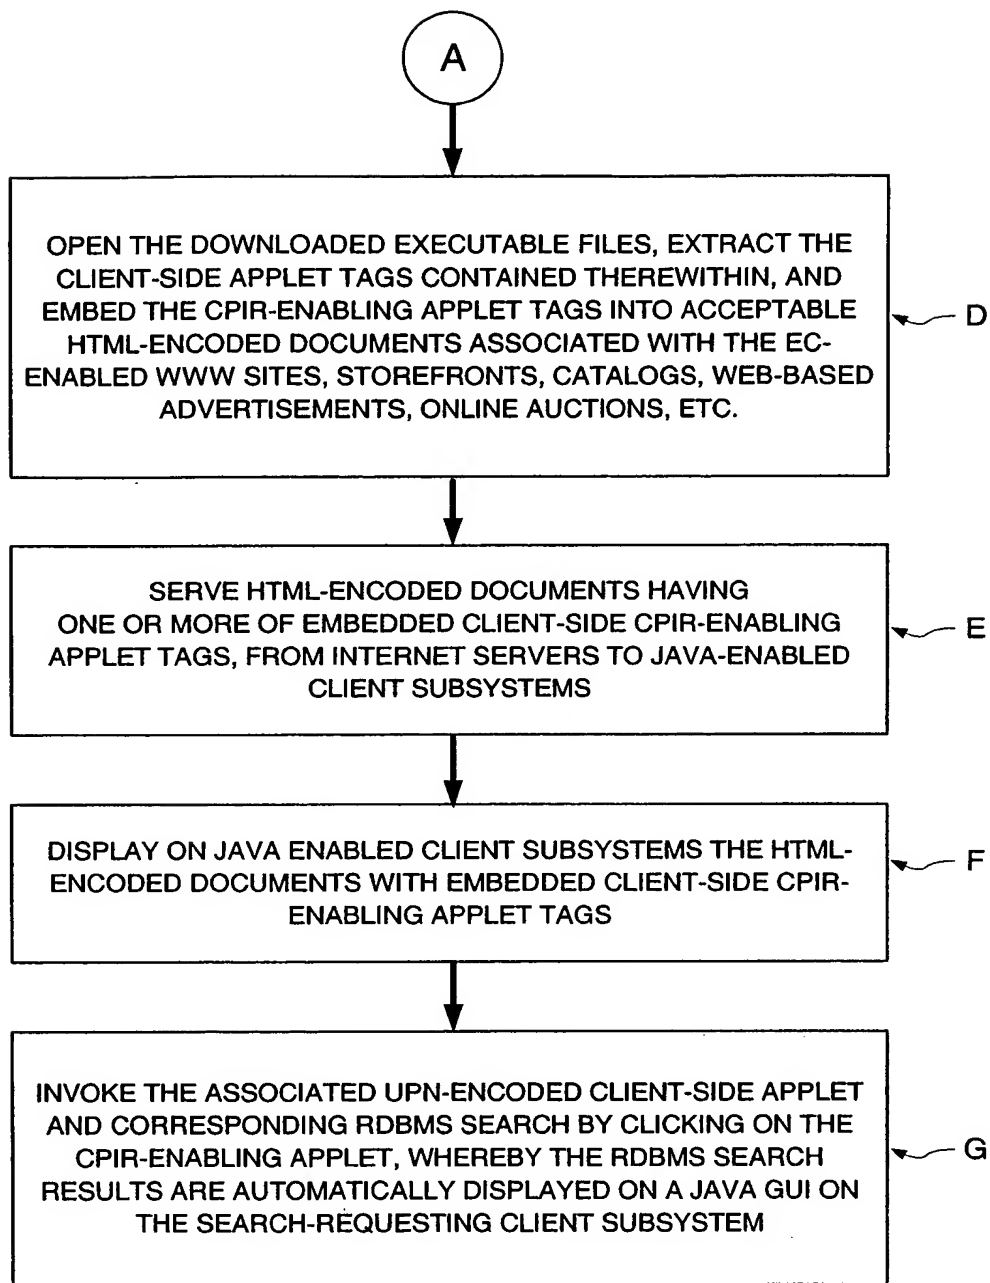 A
OPEN THE DOWNLOADED EXECUTABLE FILES, EXTRACT THE
CLIENT-SIDE APPLET TAGS CONTAINED THEREWITHIN, AND
EMBED THE CPIR-ENABLING APPLET TAGS INTO ACCEPTABLE
HTML-ENCODED DOCUMENTS ASSOCIATED WITH THE EC-
ENABLED WWW SITES, STOREFRONTS, CATALOGS, WEB-BASED
ADVERTISEMENTS, ONLINE AUCTIONS, ETC.
D
SERVE HTML-ENCODED DOCUMENTS HAVING
ONE OR MORE OF EMBEDDED CLIENT-SIDE CPIR-ENABLING
APPLET TAGS, FROM INTERNET SERVERS TO JAVA-ENABLED
CLIENT SUBSYSTEMS
E
DISPLAY ON JAVA ENABLED CLIENT SUBSYSTEMS THE HTML-
ENCODED DOCUMENTS WITH EMBEDDED CLIENT-SIDE CPIR-
ENABLING APPLET TAGS
F
INVOKE THE ASSOCIATED UPN-ENCODED CLIENT-SIDE APPLET
AND CORRESPONDING RDBMS SEARCH BY CLICKING ON THE
CPIR-ENABLING APPLET, WHEREBY THE RDBMS SEARCH
RESULTS ARE AUTOMATICALLY DISPLAYED ON A JAVA GUI ON
THE SEARCH-REQUESTING CLIENT SUBSYSTEM
G